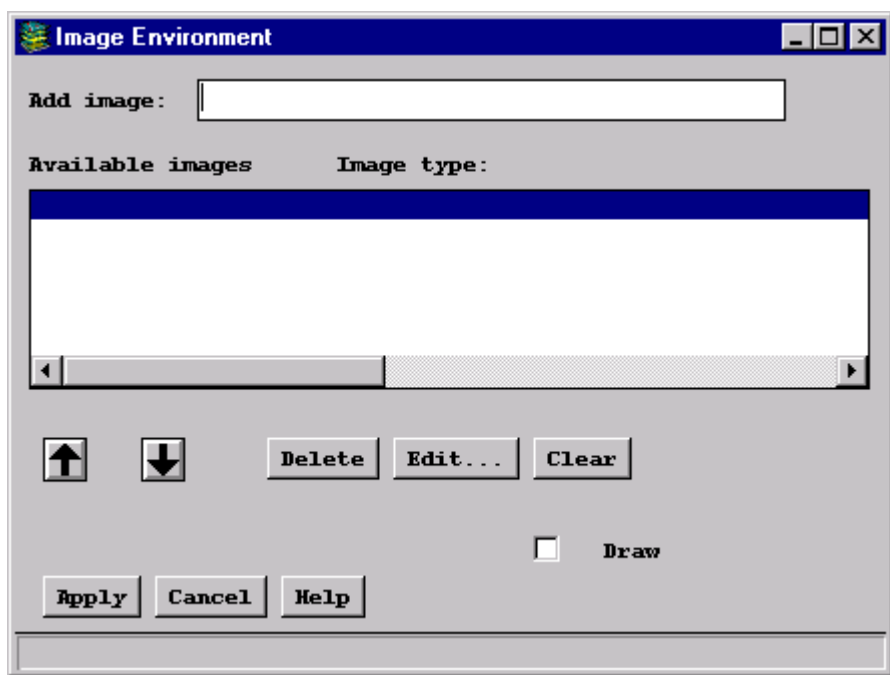 Image Environment
Add image:
Available images Image type:
Delete Edit... Clear
Draw
Apply Cancel Help